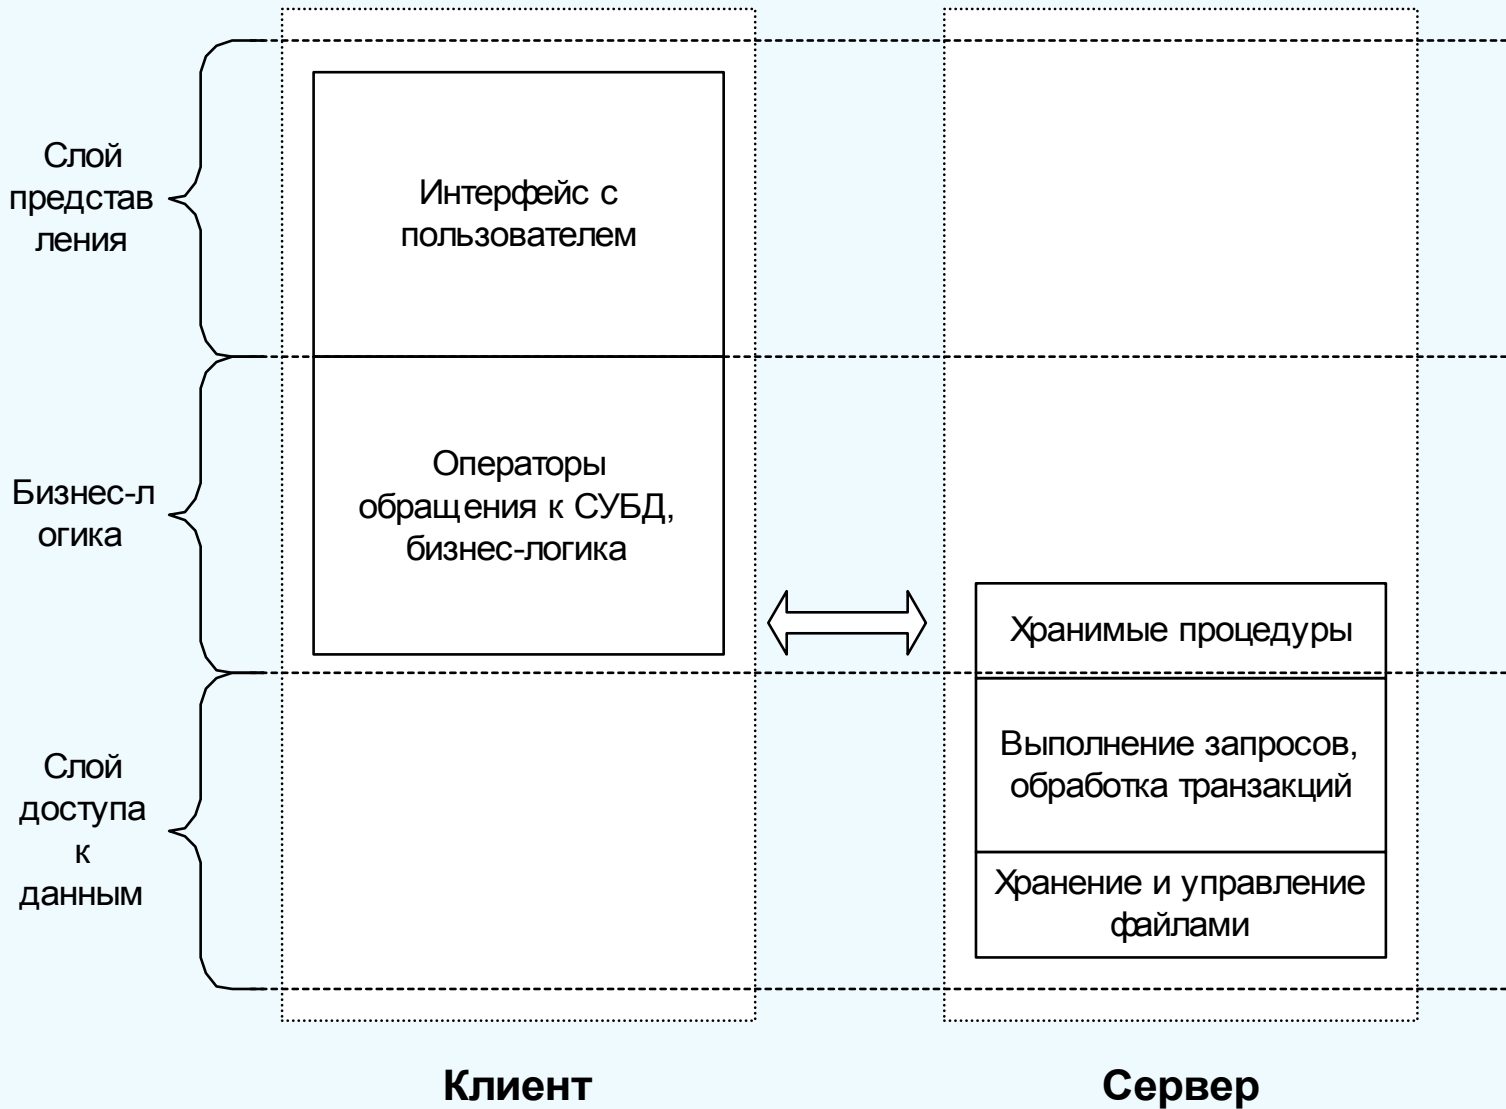 Слой
представ
ления
Интерфейс с
пользователем
Бизнес-л
огика
Операторы
обращения к СУБД,
бизнес-логика
Хранимые процедуры
Слой
доступа
к
данным
Выполнение запросов,
обработка транзакций
Хранение и управление
файлами
Клиент
Сервер